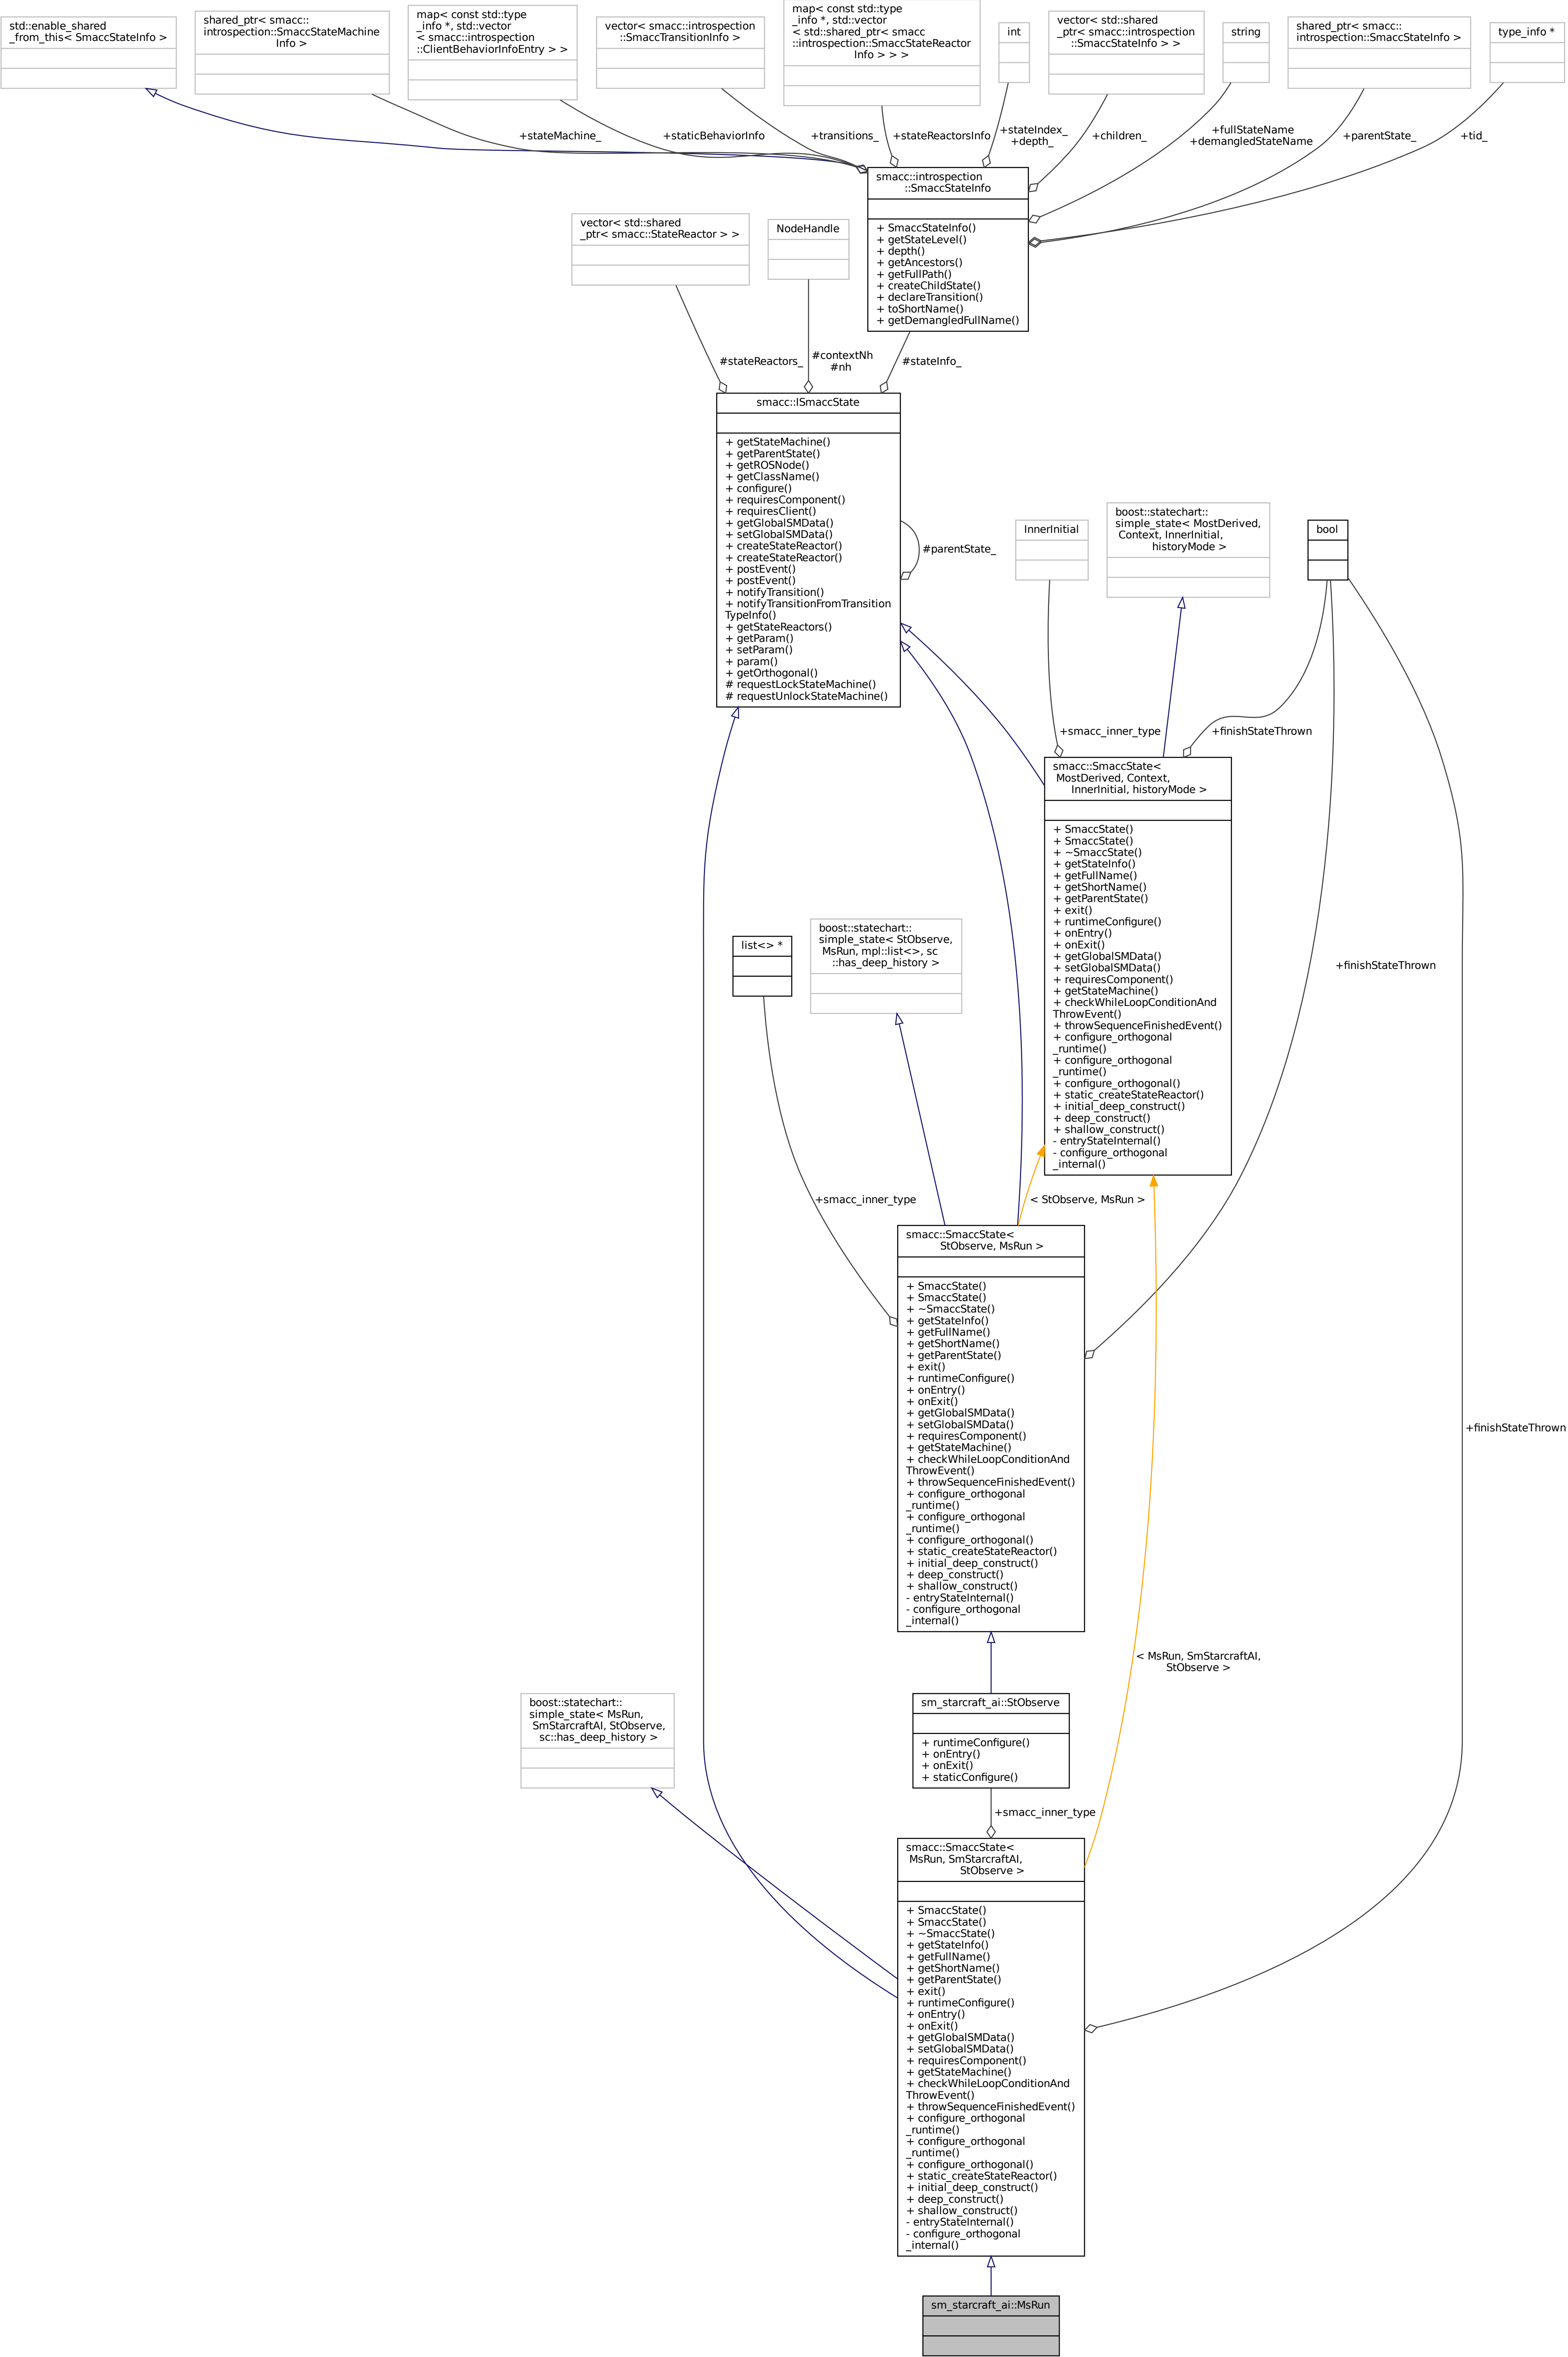 std::enable_shared
_from_this< SmaccStateInfo >
shared_ptr< smacc::
introspection::SmaccStateMachine
Info >
map< const std::type
_info *, std::vector
< smacc::introspection
::ClientBehaviorInfoEntry > >
vector< smacc::introspection
::SmaccTransitionInfo >
map< const std::type
_info *, std::vector
< std::shared_ptr< smacc
::introspection::SmaccStateReactor
Info > > >
int
vector< std::shared
_ptr< smacc::introspection
::SmaccStateInfo > >
string
shared_ptr< smacc::
introspection::SmaccStateInfo >
type_info *
+stateMachine_
+staticBehaviorInfo
+transitions_
+stateReactorsInfo
+stateIndex_
+depth_
+children_
+fullStateName
+demangledStateName
+parentState_
+tid_
smacc::introspection
::SmaccStateInfo
+ SmaccStateInfo()
+ getStateLevel()
+ depth()
+ getAncestors()
+ getFullPath()
+ createChildState()
+ declareTransition()
+ toShortName()
+ getDemangledFullName()
vector< std::shared
_ptr< smacc::StateReactor > >
NodeHandle
#stateReactors_
#contextNh
#nh
#stateInfo_
smacc::ISmaccState
+ getStateMachine()
+ getParentState()
+ getROSNode()
+ getClassName()
+ configure()
+ requiresComponent()
+ requiresClient()
+ getGlobalSMData()
+ setGlobalSMData()
+ createStateReactor()
+ createStateReactor()
+ postEvent()
+ postEvent()
+ notifyTransition()
+ notifyTransitionFromTransition
TypeInfo()
+ getStateReactors()
+ getParam()
+ setParam()
+ param()
+ getOrthogonal()
# requestLockStateMachine()
# requestUnlockStateMachine()
#parentState_
InnerInitial
boost::statechart::
simple_state< MostDerived,
Context, InnerInitial,
historyMode >
bool
+smacc_inner_type
+finishStateThrown
smacc::SmaccState<
MostDerived, Context,
InnerInitial, historyMode >
+ SmaccState()
+ SmaccState()
+ ~SmaccState()
+ getStateInfo()
+ getFullName()
+ getShortName()
+ getParentState()
+ exit()
+ runtimeConfigure()
+ onEntry()
+ onExit()
+ getGlobalSMData()
+ setGlobalSMData()
+ requiresComponent()
+ getStateMachine()
+ checkWhileLoopConditionAnd
ThrowEvent()
+ throwSequenceFinishedEvent()
+ configure_orthogonal
_runtime()
+ configure_orthogonal
_runtime()
+ configure_orthogonal()
+ static_createStateReactor()
+ initial_deep_construct()
+ deep_construct()
+ shallow_construct()
- entryStateInternal()
- configure_orthogonal
_internal()
list<> *
boost::statechart::
simple_state< StObserve,
MsRun, mpl::list<>, sc
::has_deep_history >
+finishStateThrown
+smacc_inner_type
< StObserve, MsRun >
smacc::SmaccState<
StObserve, MsRun >
+ SmaccState()
+ SmaccState()
+ ~SmaccState()
+ getStateInfo()
+ getFullName()
+ getShortName()
+ getParentState()
+ exit()
+ runtimeConfigure()
+ onEntry()
+ onExit()
+ getGlobalSMData()
+ setGlobalSMData()
+ requiresComponent()
+ getStateMachine()
+ checkWhileLoopConditionAnd
ThrowEvent()
+ throwSequenceFinishedEvent()
+ configure_orthogonal
_runtime()
+ configure_orthogonal
_runtime()
+ configure_orthogonal()
+ static_createStateReactor()
+ initial_deep_construct()
+ deep_construct()
+ shallow_construct()
- entryStateInternal()
- configure_orthogonal
_internal()
+finishStateThrown
< MsRun, SmStarcraftAI,
StObserve >
boost::statechart::
simple_state< MsRun,
SmStarcraftAI, StObserve,
sc::has_deep_history >
sm_starcraft_ai::StObserve
+ runtimeConfigure()
+ onEntry()
+ onExit()
+ staticConfigure()
+smacc_inner_type
smacc::SmaccState<
MsRun, SmStarcraftAI,
StObserve >
+ SmaccState()
+ SmaccState()
+ ~SmaccState()
+ getStateInfo()
+ getFullName()
+ getShortName()
+ getParentState()
+ exit()
+ runtimeConfigure()
+ onEntry()
+ onExit()
+ getGlobalSMData()
+ setGlobalSMData()
+ requiresComponent()
+ getStateMachine()
+ checkWhileLoopConditionAnd
ThrowEvent()
+ throwSequenceFinishedEvent()
+ configure_orthogonal
_runtime()
+ configure_orthogonal
_runtime()
+ configure_orthogonal()
+ static_createStateReactor()
+ initial_deep_construct()
+ deep_construct()
+ shallow_construct()
- entryStateInternal()
- configure_orthogonal
_internal()
sm_starcraft_ai::MsRun